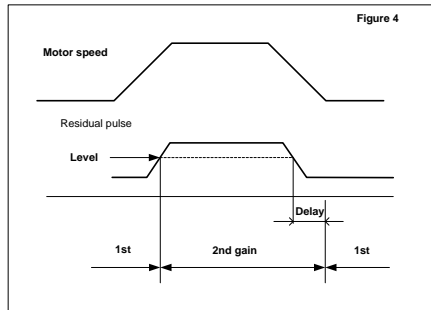 Figure 4
Motor speed
Residual pulse
Level
Delay
1st 2nd gain 1st